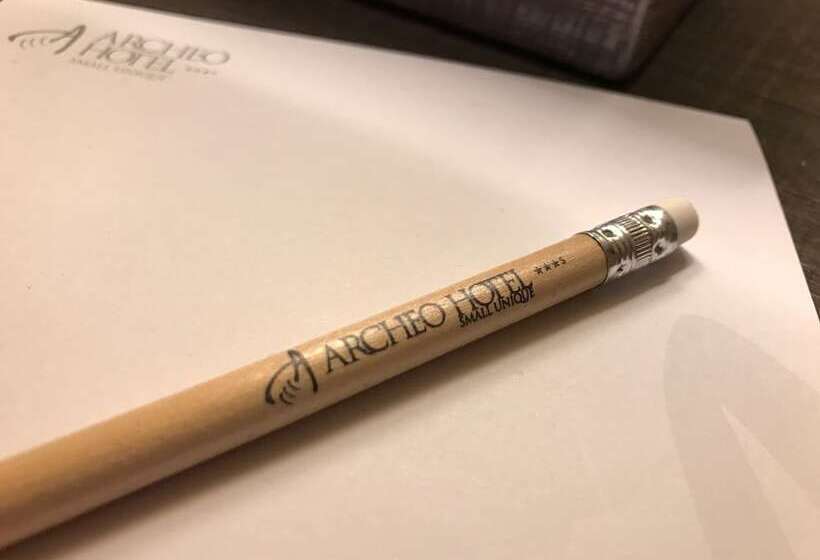 ARCHEO
HOTEL ***S
SMALL UNIQUE
ARCHEO HOTEL ***S
SMALL UNIQUE